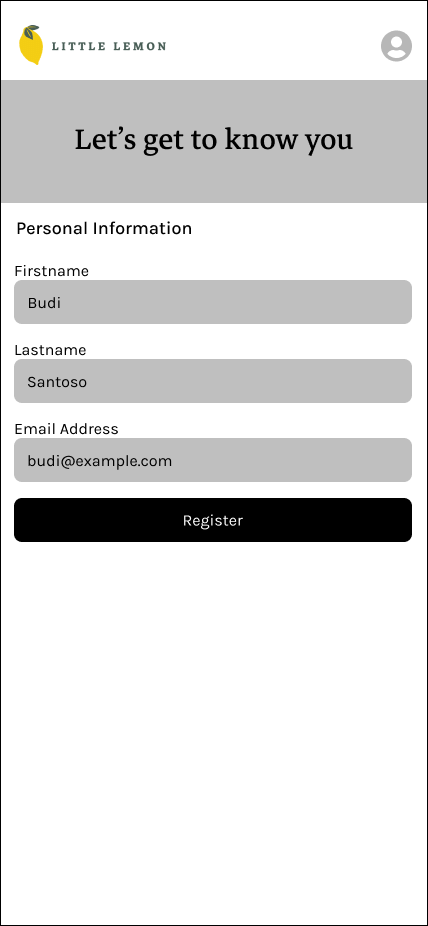 LITTLE LEMON
Let’s get to know you
Personal Information
Firstname
Budi
Lastname
Santoso
Email Address
budi@example.com
Register